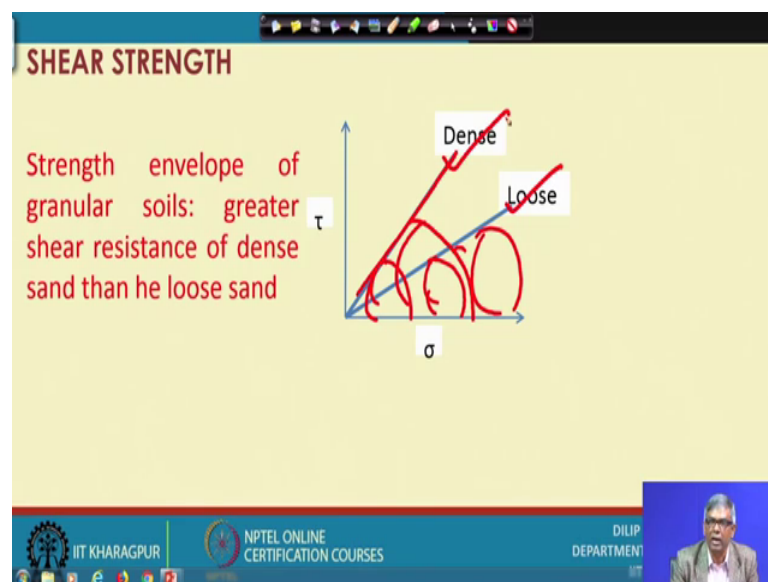 SHEAR STRENGTH
Strength envelope of
granular soils: greater
shear resistance of dense
sand than he loose sand
Dense
Loose
τ
σ
IIT KHARAGPUR
NPTEL ONLINE
CERTIFICATION COURSES
DILIP
DEPARTMENT